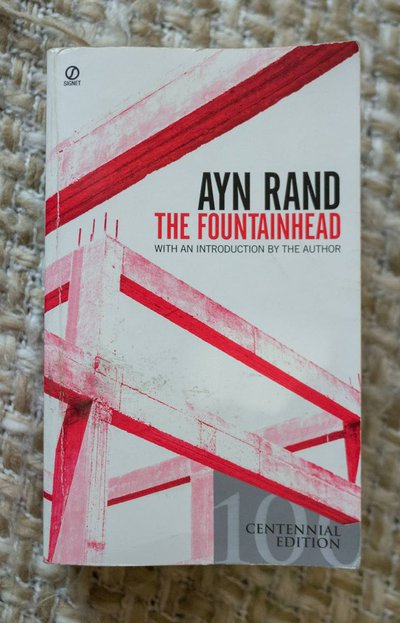 SIGNET
AYN RAND
THE FOUNTAINHEAD
WITH AN INTRODUCTION BY THE AUTHOR
100
CENTENNIAL
EDITION